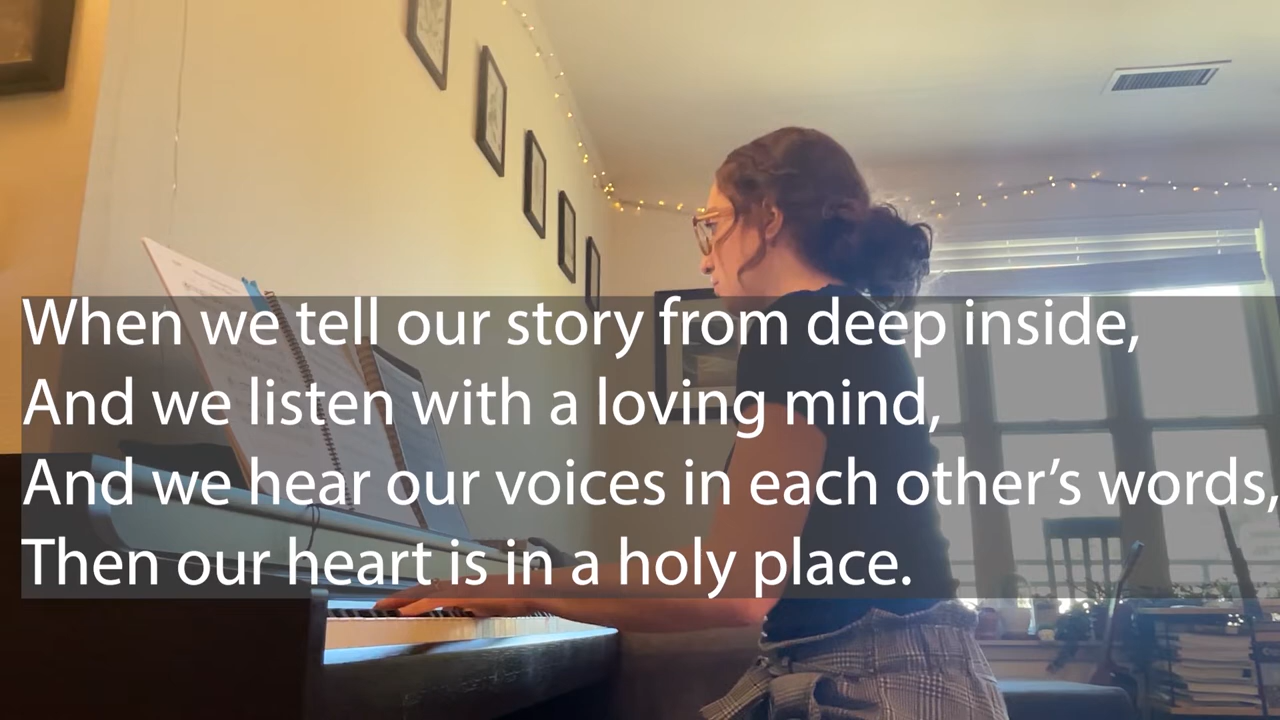 When we tell our story from deep inside,
And we listen with a loving mind,
And we hear our voices in each other’s words,
Then our heart is in a holy place.